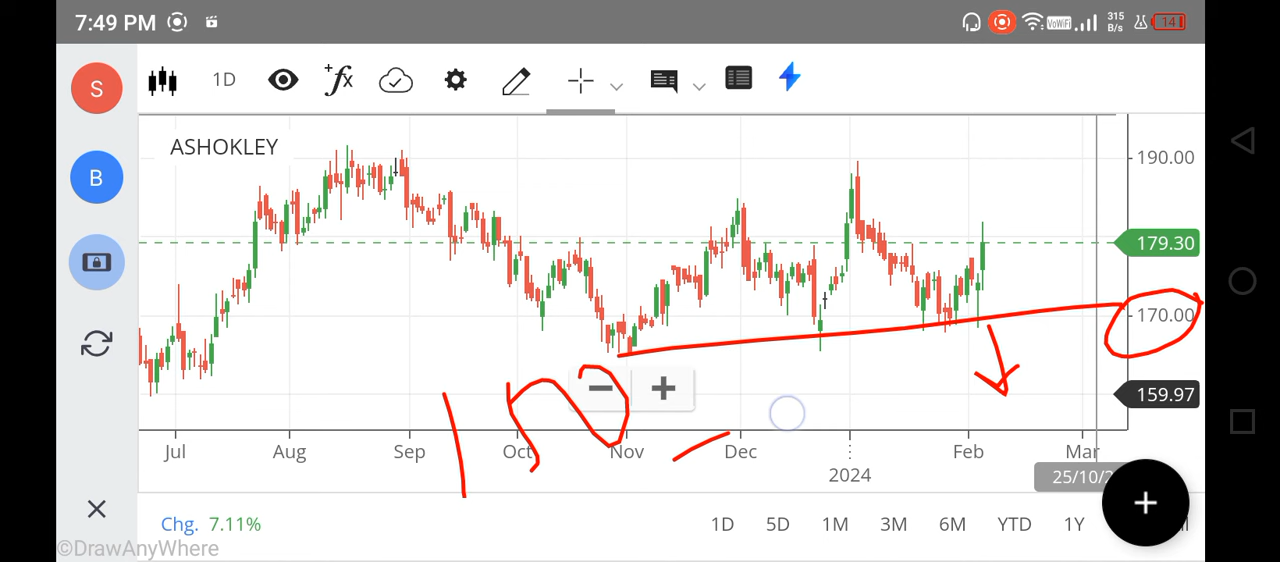 7:49 PM VoWiFi 315 B/s 14
S 1D
ASHOKLEY
190.00
B
179.30
170.00
159.97
Jul Aug Sep Oct Nov Dec Feb Mar
2024
25/10/2
Chg. 7.11% 1D 5D 1M 3M 6M YTD 1Y
©DrawAnyWhere